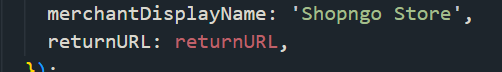 merchantDisplayName: 'Shopngo Store',
returnURL: returnURL,
});